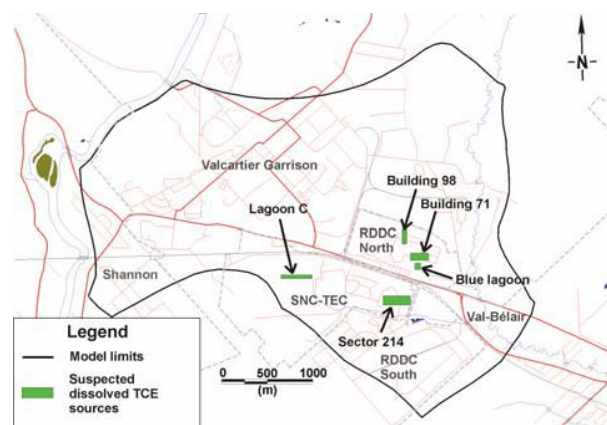 N
Valcartier Garrison
Building 98
Building 71
Lagoon C
RDDC
North
Blue lagoon
Shannon
SNC-TEC
Val-Bélair
Sector 214
RDDC
South
Legend
Model limits
Suspected
dissolved TCE
sources
0 500 1000
(m)